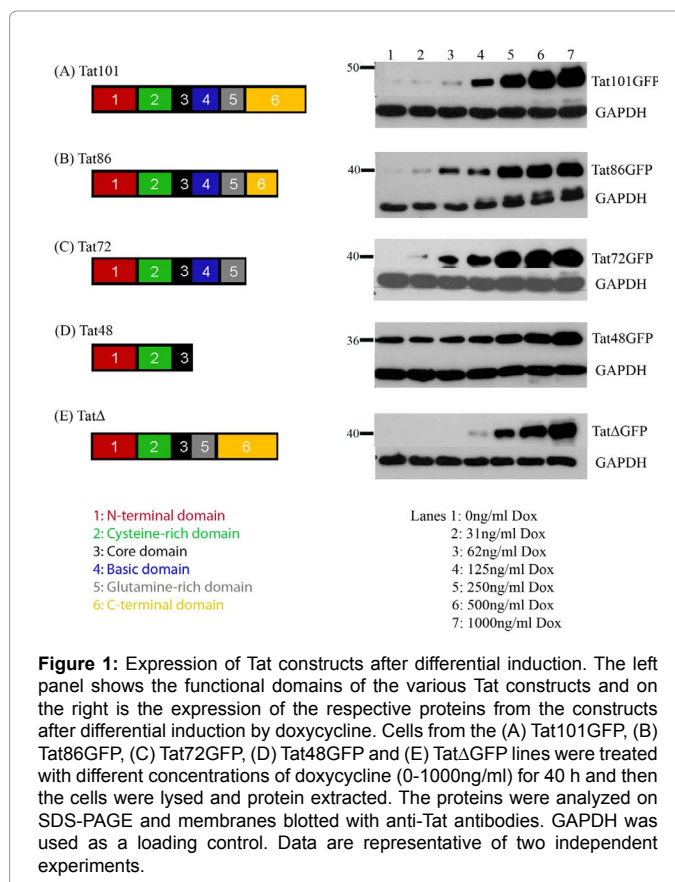 (A) Tat101
1 2 3 4 5 6
1 2 3 4 5 6 7
50
Tat101GFP
GAPDH
(B) Tat86
1 2 3 4 5 6
40
Tat86GFP
GAPDH
(C) Tat72
1 2 3 4 5
40
Tat72GFP
GAPDH
(D) Tat48
1 2 3
36
Tat48GFP
GAPDH
(E) TatΔ
1 2 3 5 6
40
TatΔGFP
GAPDH
1: N-terminal domain
2: Cysteine-rich domain
3: Core domain
4: Basic domain
5: Glutamine-rich domain
6: C-terminal domain
Lanes 1: 0ng/ml Dox
2: 31ng/ml Dox
3: 62ng/ml Dox
4: 125ng/ml Dox
5: 250ng/ml Dox
6: 500ng/ml Dox
7: 1000ng/ml Dox
Figure 1: Expression of Tat constructs after differential induction. The left
panel shows the functional domains of the various Tat constructs and on
the right is the expression of the respective proteins from the constructs
after differential induction by doxycycline. Cells from the (A) Tat101GFP, (B)
Tat86GFP, (C) Tat72GFP, (D) Tat48GFP and (E) TatΔGFP lines were treated
with different concentrations of doxycycline (0-1000ng/ml) for 40 h and then
the cells were lysed and protein extracted. The proteins were analyzed on
SDS-PAGE and membranes blotted with anti-Tat antibodies. GAPDH was
used as a loading control. Data are representative of two independent
experiments.